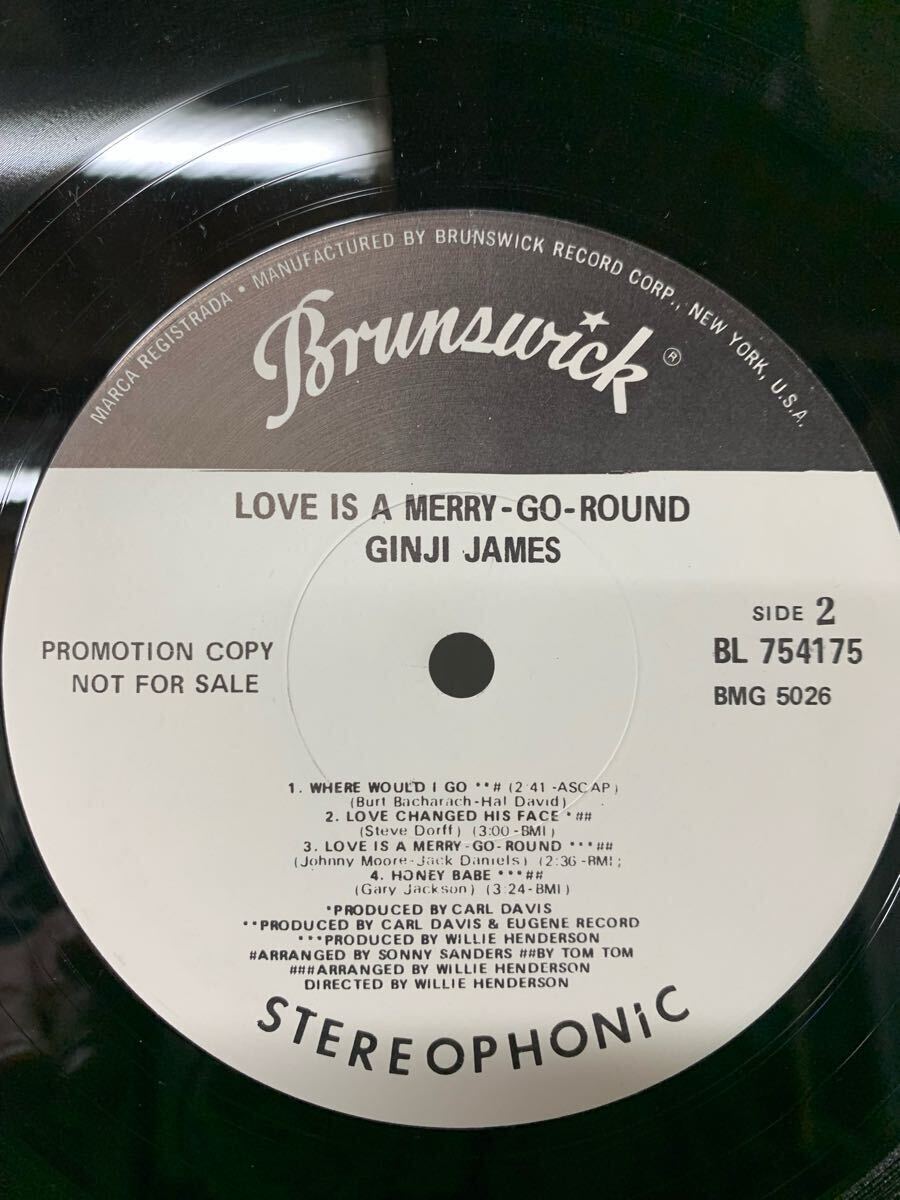 MARCA REGISTRADA • MANUFACTURED BY BRUNSWICK RECORD CORP., NEW YORK, U.S.A.
Brunswick ®
LOVE IS A MERRY-GO-ROUND
GINJI JAMES
SIDE 2
BL 754175
BMG 5026
PROMOTION COPY
NOT FOR SALE
1. WHERE WOULD I GO **# (2:41 -ASCAP)
(Burt Bacharach-Hal David)
2. LOVE CHANGED HIS FACE *##
(Steve Dorff) (3:00-BMI)
3. LOVE IS A MERRY-GO-ROUND ***##
(Johnny Moore-Jack Daniels) (2:36-BMI)
4. HONEY BABE ***##
(Gary Jackson) (3:24-BMI)
*PRODUCED BY CARL DAVIS
**PRODUCED BY CARL DAVIS & EUGENE RECORD
***PRODUCED BY WILLIE HENDERSON
#ARRANGED BY SONNY SANDERS ##BY TOM TOM
###ARRANGED BY WILLIE HENDERSON
DIRECTED BY WILLIE HENDERSON
STEREOPHONiC